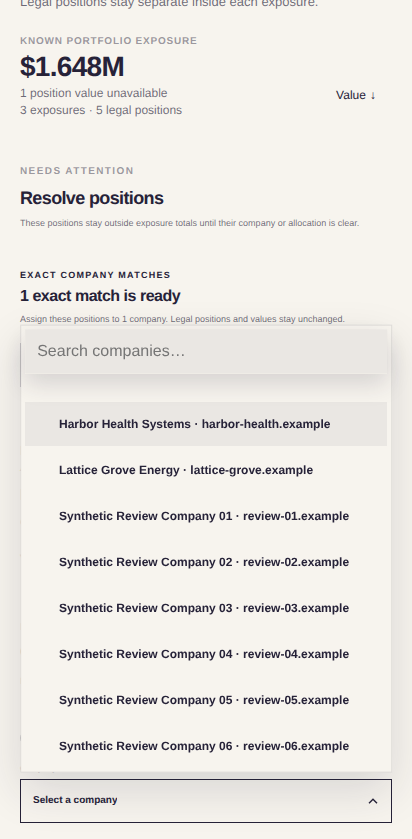 Legal positions stay separate inside each exposure.
KNOWN PORTFOLIO EXPOSURE
$1.648M
1 position value unavailable
Value ↓
3 exposures · 5 legal positions
NEEDS ATTENTION
Resolve positions
These positions stay outside exposure totals until their company or allocation is clear.
EXACT COMPANY MATCHES
1 exact match is ready
Assign these positions to 1 company. Legal positions and values stay unchanged.
Search companies…
Harbor Health Systems · harbor-health.example
Lattice Grove Energy · lattice-grove.example
Synthetic Review Company 01 · review-01.example
Synthetic Review Company 02 · review-02.example
Synthetic Review Company 03 · review-03.example
Synthetic Review Company 04 · review-04.example
Synthetic Review Company 05 · review-05.example
Synthetic Review Company 06 · review-06.example
Select a company